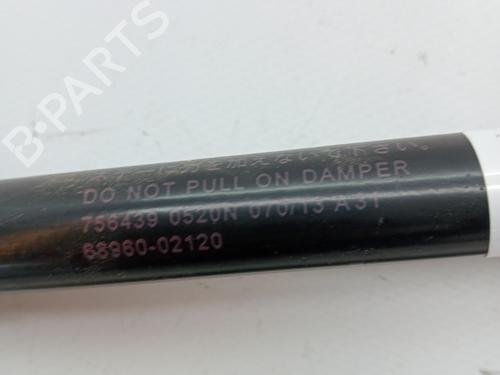 B-PARTS
DO NOT PULL ON DAMPER
756439 0520N 070/13 A31
68960-02120